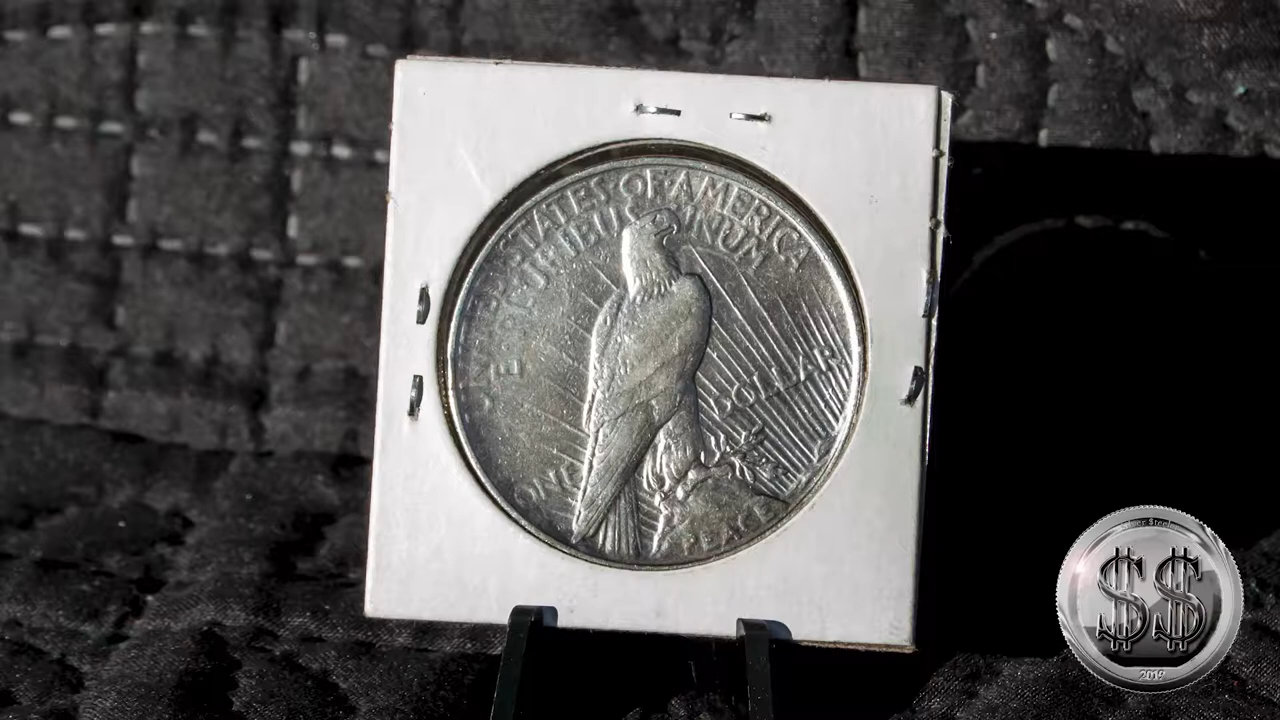 UNITED STATES OF AMERICA
E PLURIBUS UNUM
ONE DOLLAR
PEACE
$$
2019